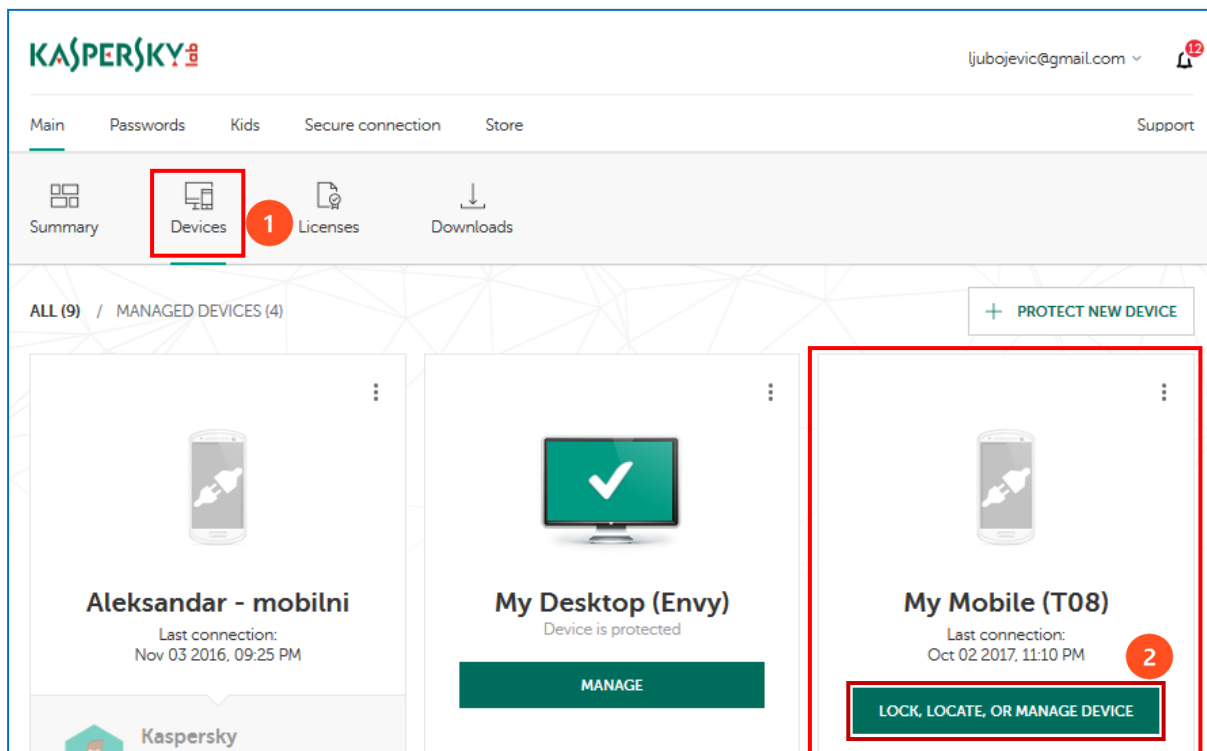 KASPERSKY lab
ljubojevic@gmail.com
12
Main Passwords Kids Secure connection Store Support
Summary Devices 1 Licenses Downloads
ALL (9) / MANAGED DEVICES (4)
+ PROTECT NEW DEVICE
Aleksandar - mobilni
Last connection:
Nov 03 2016, 09:25 PM
Kaspersky
My Desktop (Envy)
Device is protected
MANAGE
My Mobile (T08)
Last connection:
Oct 02 2017, 11:10 PM
2
LOCK, LOCATE, OR MANAGE DEVICE